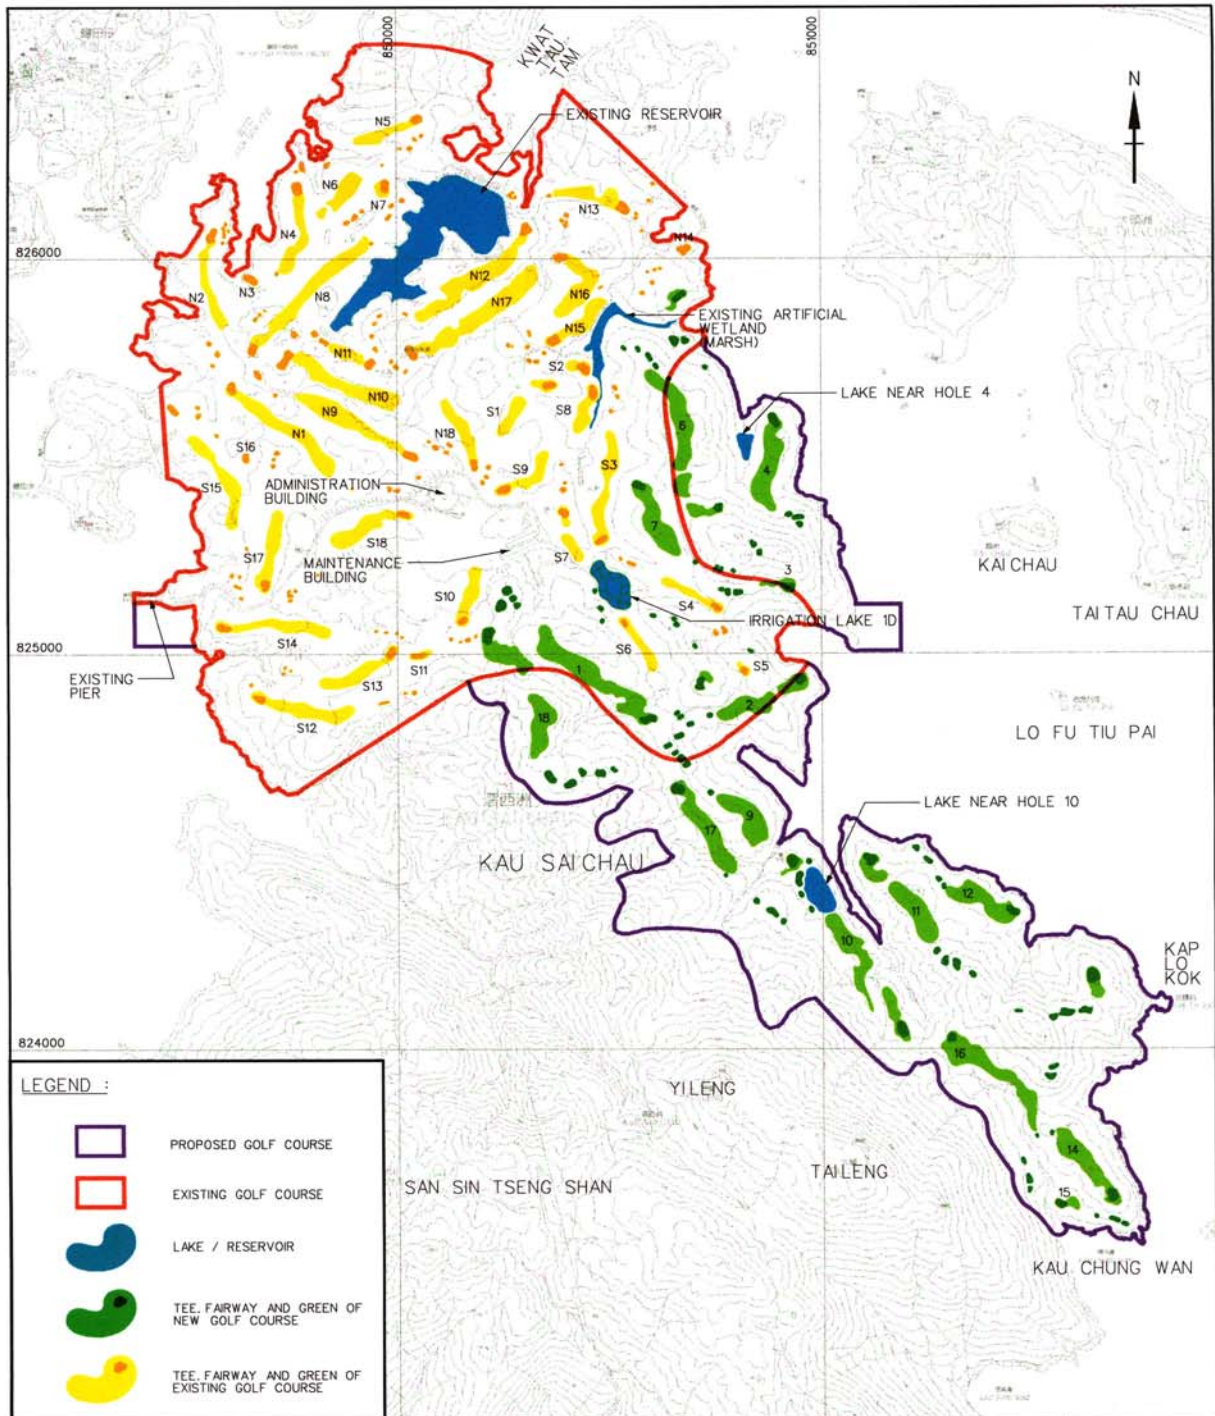 850000
851000
KWAT
TAU
TAM
N
EXISTING RESERVOIR
N5
N6
N7
N4
N13
N14
826000
N2
N3
N8
N12
N17
N16
N15
EXISTING ARTIFICIAL
WETLAND
(MARSH)
N11
S2
N10
LAKE NEAR HOLE 4
N9
S1
S8
N1
N18
6
4
S16
S3
S9
S15
ADMINISTRATION
BUILDING
7
S18
S17
S7
MAINTENANCE
BUILDING
3
KAI CHAU
S10
S4
TAI TAU CHAU
IRRIGATION LAKE 1D
S14
825000
S6
S11
1
S5
EXISTING
PIER
S13
2
18
S12
LO FU TIU PAI
LAKE NEAR HOLE 10
9
17
KAU SAI CHAU
12
11
10
KAP
LO
KOK
824000
16
YI LENG
14
TAI LENG
SAN SIN TSENG SHAN
15
KAU CHUNG WAN
LEGEND :
PROPOSED GOLF COURSE
EXISTING GOLF COURSE
LAKE / RESERVOIR
TEE, FAIRWAY AND GREEN OF
NEW GOLF COURSE
TEE, FAIRWAY AND GREEN OF
EXISTING GOLF COURSE